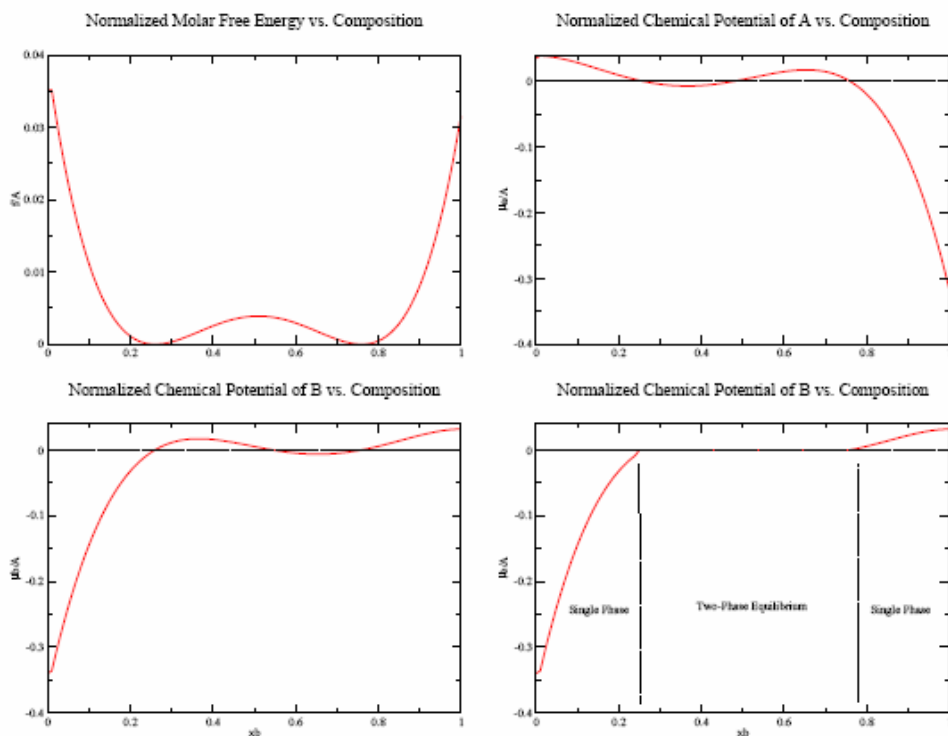 Normalized Molar Free Energy vs. Composition
0.04
0.03
0.02
0.01
0
f/A
0 0.2 0.4 0.6 0.8 1
Normalized Chemical Potential of A vs. Composition
0
-0.1
-0.2
-0.3
-0.4
μa/A
0 0.2 0.4 0.6 0.8
Normalized Chemical Potential of B vs. Composition
0
-0.1
-0.2
-0.3
-0.4
μb/A
0 0.2 0.4 0.6 0.8 1
xb
Normalized Chemical Potential of B vs. Composition
0
-0.1
-0.2
-0.3
-0.4
μb/A
Single Phase
Two-Phase Equilibrium
Single Phase
0 0.2 0.4 0.6 0.8
xb